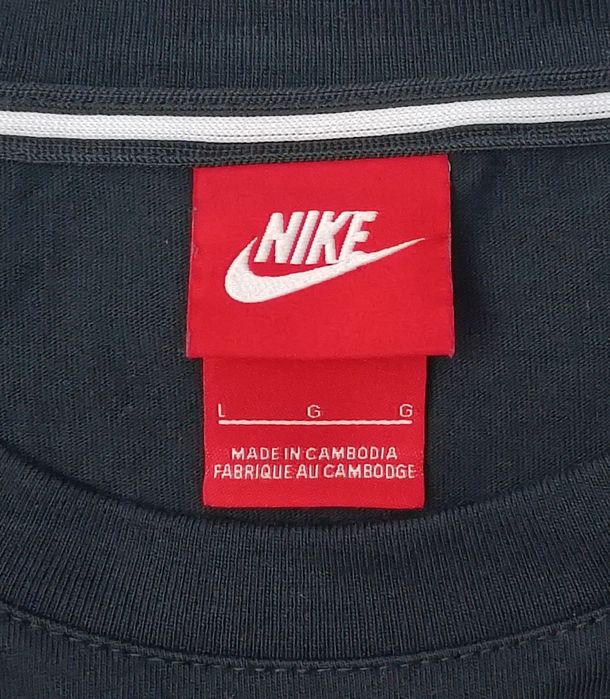 NIKE
L G G
MADE IN CAMBODIA
FABRIQUE AU CAMBODGE